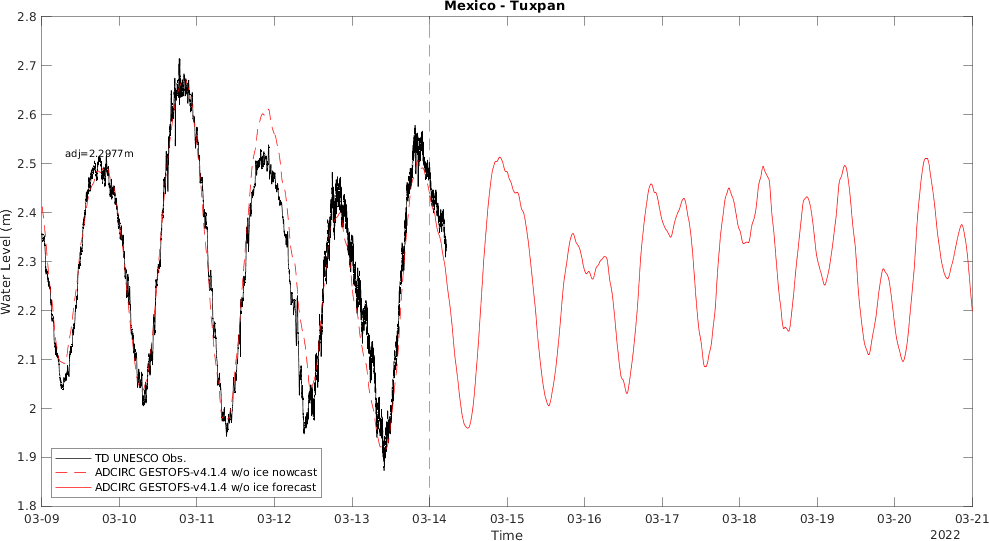 Mexico - Tuxpan
2.8
2.7
2.6
2.5
2.4
2.3
2.2
2.1
2
1.9
1.8
Water Level (m)
adj=2.2977m
TD UNESCO Obs.
ADCIRC GESTOFS-v4.1.4 w/o ice nowcast
ADCIRC GESTOFS-v4.1.4 w/o ice forecast
03-09 03-10 03-11 03-12 03-13 03-14 03-15 03-16 03-17 03-18 03-19 03-20 03-21
Time
2022